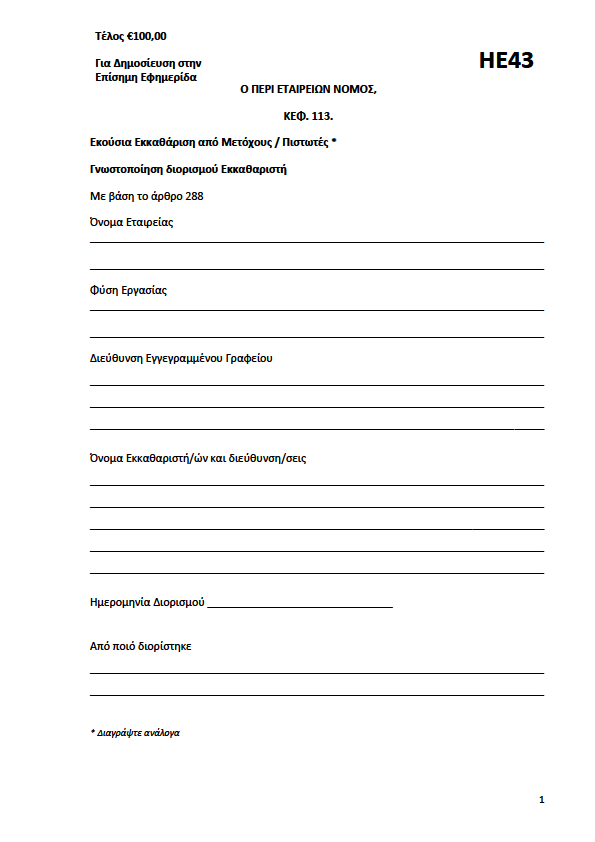 Τέλος €100,00
Για Δημοσίευση στην
Επίσημη Εφημερίδα
ΗΕ43
Ο ΠΕΡΙ ΕΤΑΙΡΕΙΩΝ ΝΟΜΟΣ,
ΚΕΦ. 113.
Εκούσια Εκκαθάριση από Μετόχους / Πιστωτές *
Γνωστοποίηση διορισμού Εκκαθαριστή
Με βάση το άρθρο 288
Όνομα Εταιρείας
Φύση Εργασίας
Διεύθυνση Εγγεγραμμένου Γραφείου
Όνομα Εκκαθαριστή/ών και διεύθυνση/σεις
Ημερομηνία Διορισμού
Από ποιό διορίστηκε
* Διαγράψτε ανάλογα
1